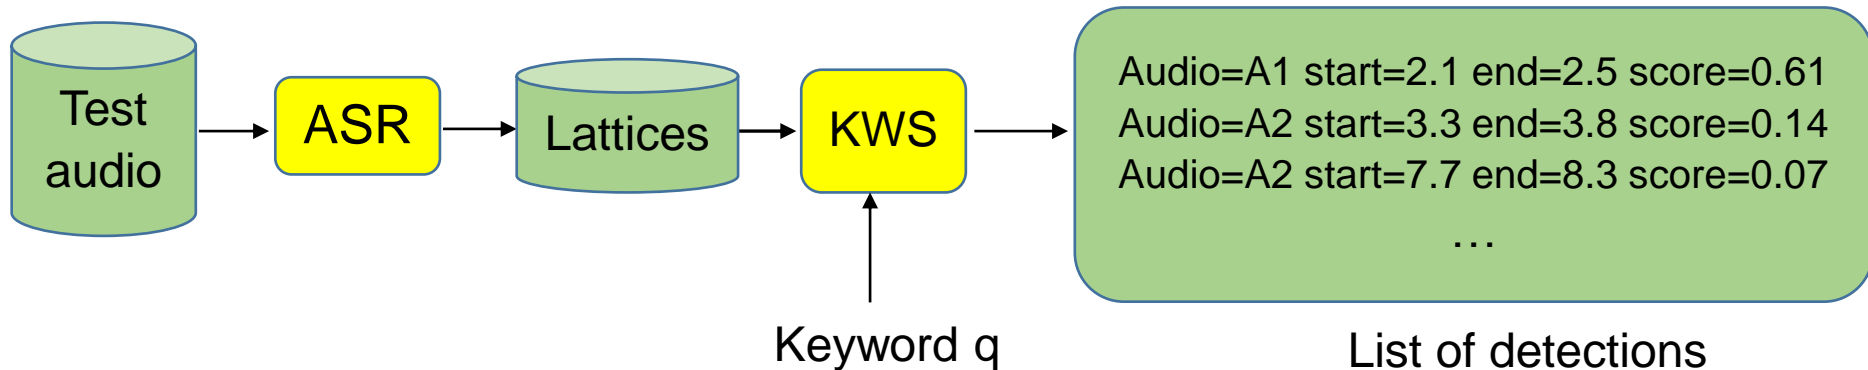 Test
audio
ASR
Lattices
KWS
Keyword q
Audio=A1 start=2.1 end=2.5 score=0.61
Audio=A2 start=3.3 end=3.8 score=0.14
Audio=A2 start=7.7 end=8.3 score=0.07
…
List of detections